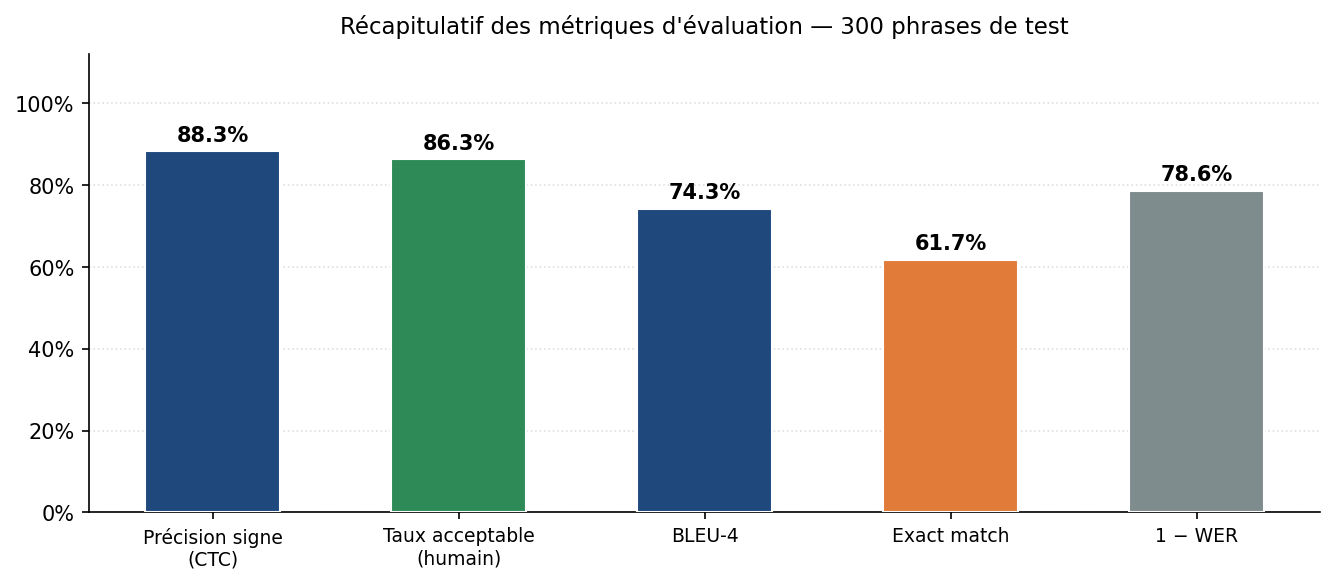 Récapitulatif des métriques d'évaluation — 300 phrases de test
100%
80%
60%
40%
20%
0%
88.3%
86.3%
74.3%
61.7%
78.6%
Précision signe
(CTC)
Taux acceptable
(humain)
BLEU-4
Exact match
1 − WER